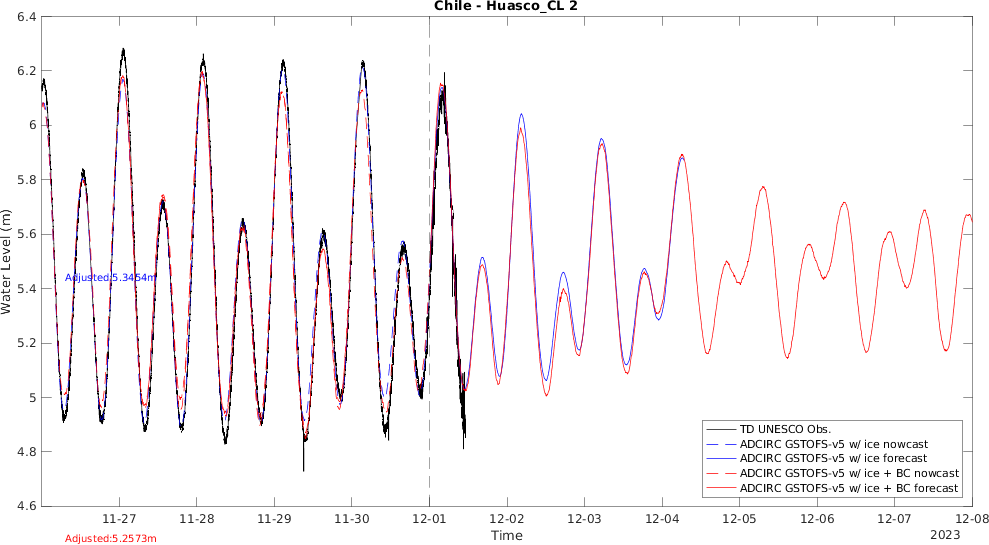 Chile - Huasco_CL 2
6.4
6.2
6
5.8
5.6
5.4
5.2
5
4.8
4.6
Water Level (m)
Adjusted:5.3454m
TD UNESCO Obs.
ADCIRC GSTOFS-v5 w/ ice nowcast
ADCIRC GSTOFS-v5 w/ ice forecast
ADCIRC GSTOFS-v5 w/ ice + BC nowcast
ADCIRC GSTOFS-v5 w/ ice + BC forecast
11-27 11-28 11-29 11-30 12-01 12-02 12-03 12-04 12-05 12-06 12-07 12-08
Time
2023
Adjusted:5.2573m